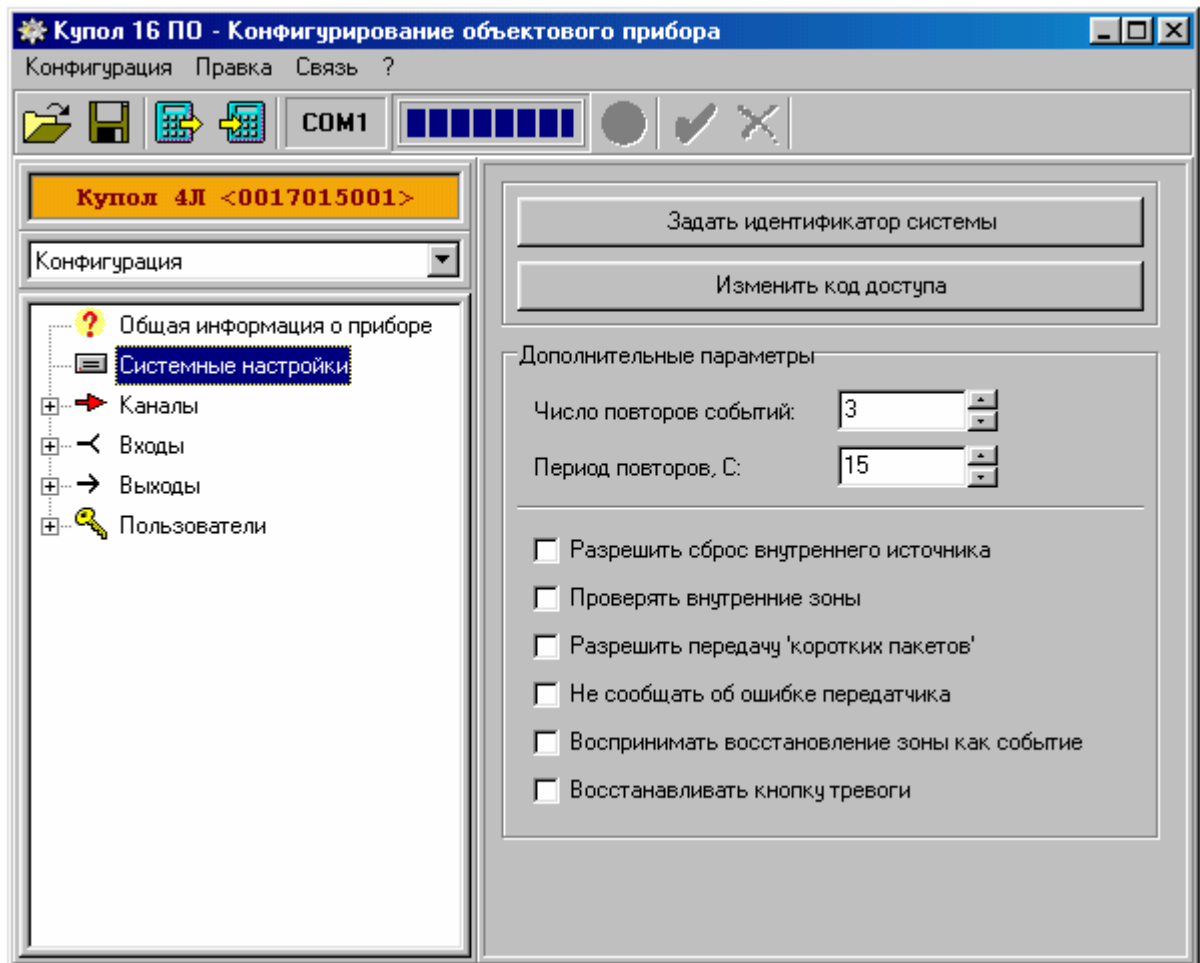 Купол 16 ПО - Конфигурирование объектового прибора
Конфигурация Правка Связь ?
COM1
Купол 4Л <0017015001>
Конфигурация
Общая информация о приборе
Системные настройки
Каналы
Входы
Выходы
Пользователи
Задать идентификатор системы
Изменить код доступа
Дополнительные параметры
Число повторов событий: 3
Период повторов, С: 15
Разрешить сброс внутреннего источника
Проверять внутренние зоны
Разрешить передачу 'коротких пакетов'
Не сообщать об ошибке передатчика
Воспринимать восстановление зоны как событие
Восстанавливать кнопку тревоги